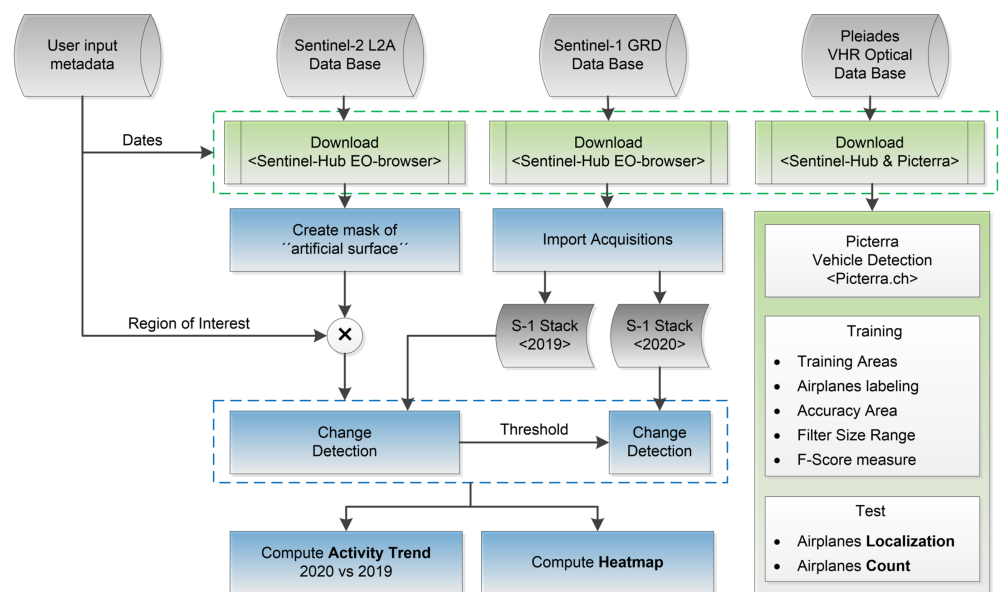 User input
metadata
Sentinel-2 L2A
Data Base
Sentinel-1 GRD
Data Base
Pleiades
VHR Optical
Data Base
Dates
Download
<Sentinel-Hub EO-browser>
Download
<Sentinel-Hub EO-browser>
Download
<Sentinel-Hub & Picterra>
Create mask of
´´artificial surface´´
Import Acquisitions
Picterra
Vehicle Detection
<Picterra.ch>
Region of Interest
×
S-1 Stack
<2019>
S-1 Stack
<2020>
Training
• Training Areas
• Airplanes labeling
• Accuracy Area
• Filter Size Range
• F-Score measure
Change
Detection
Threshold
Change
Detection
Test
• Airplanes Localization
• Airplanes Count
Compute Activity Trend
2020 vs 2019
Compute Heatmap